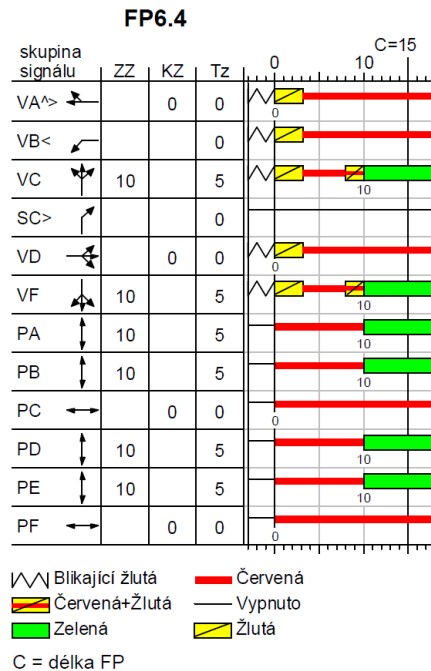 FP6.4
skupina
signálu ZZ KZ Tz 0 10 C=15
VA^> 0 0 0
VB< 0
VC 10 5 10
SC> 0
VD 0 0 0
VF 10 5 10
PA 10 5 10
PB 10 5 10
PC 0 0 0
PD 10 5 10
PE 10 5 10
PF 0 0 0
Blikající žlutá Červená
Červená+Žlutá Vypnuto
Zelená Žlutá
C = délka FP